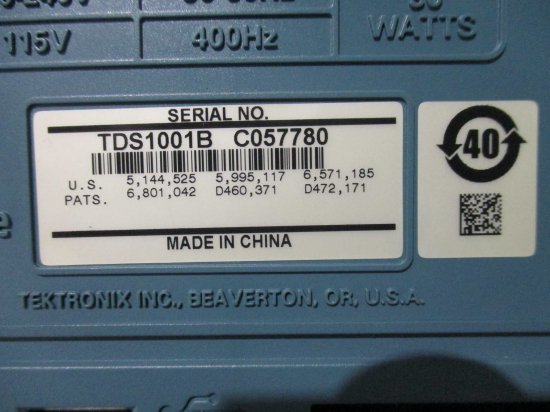 115V
400Hz
WATTS
SERIAL NO.
TDS1001B C057780
U.S. 5,144,525 5,995,117 6,571,185
PATS. 6,801,042 D460,371 D472,171
MADE IN CHINA
40
TEKTRONIX INC., BEAVERTON, OR, U.S.A.